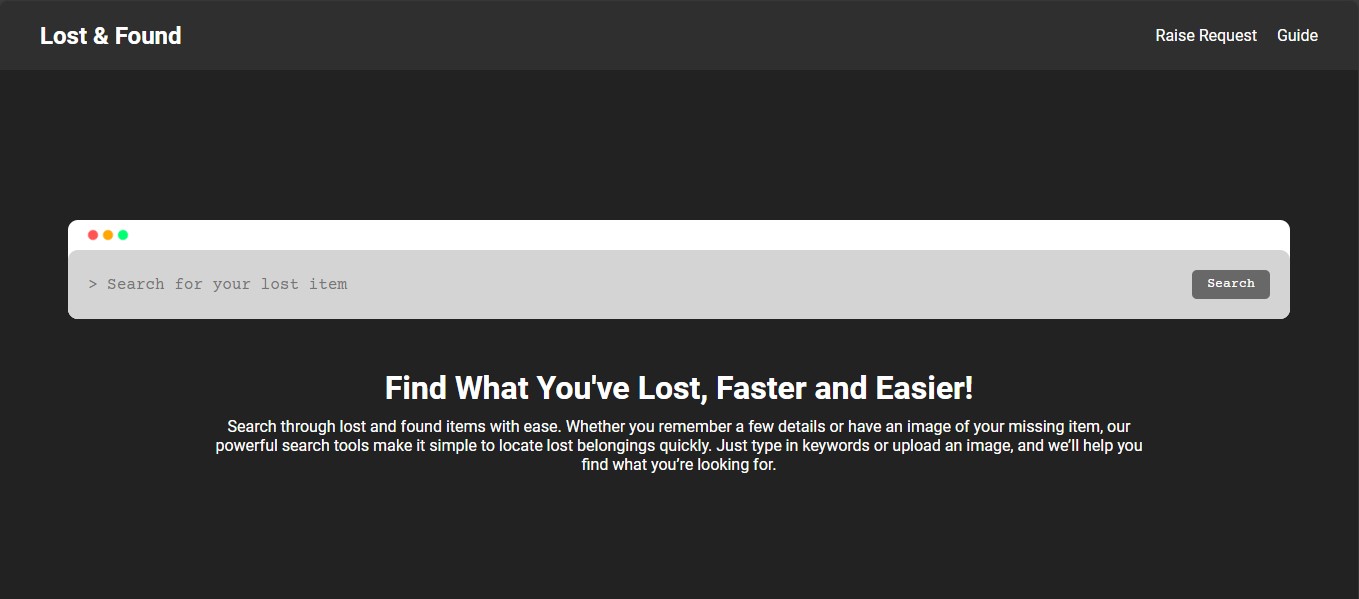 Lost & Found
Raise Request
Guide
> Search for your lost item
Search
Find What You've Lost, Faster and Easier!
Search through lost and found items with ease. Whether you remember a few details or have an image of your missing item, our
powerful search tools make it simple to locate lost belongings quickly. Just type in keywords or upload an image, and we’ll help you
find what you’re looking for.